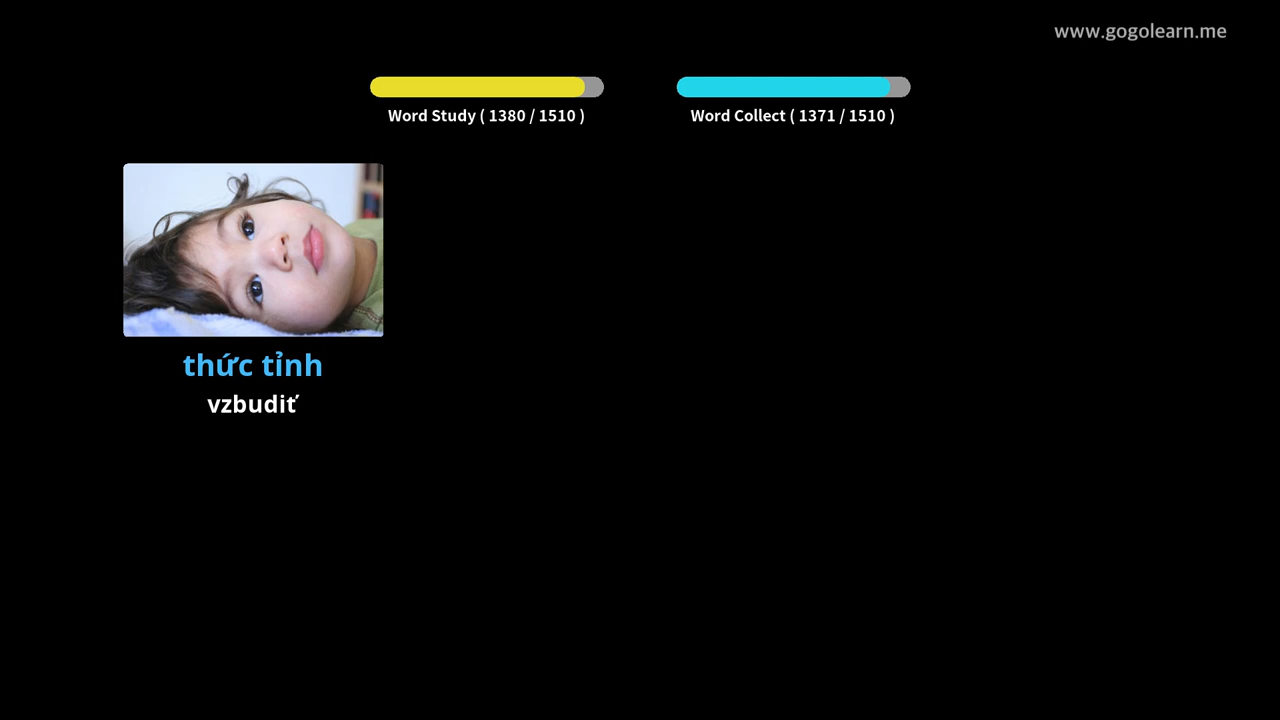 www.gogolearn.me
Word Study ( 1380 / 1510 )
Word Collect ( 1371 / 1510 )
thức tỉnh
vzbudiť